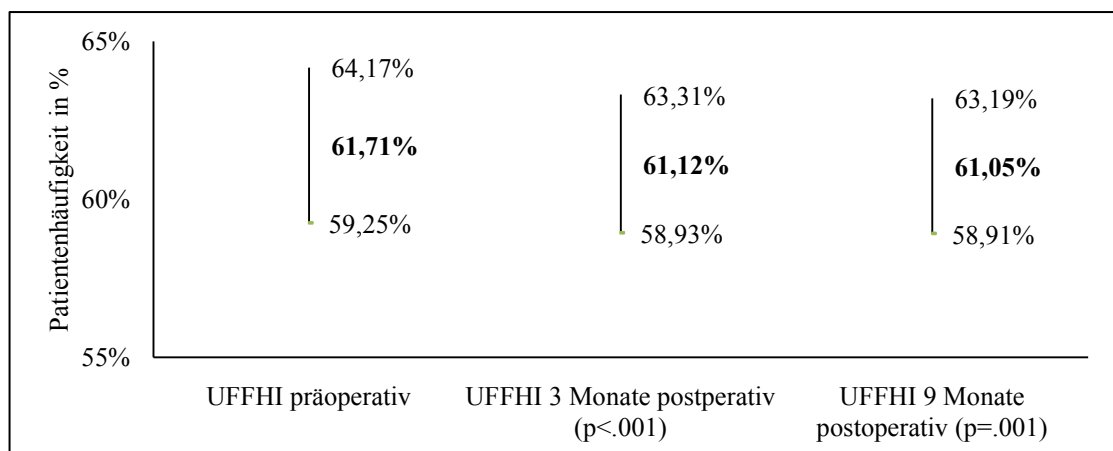 Patientenhäufigkeit in %
65%
60%
55%
64,17%
61,71%
59,25%
63,31%
61,12%
58,93%
63,19%
61,05%
58,91%
UFFHI präoperativ
UFFHI 3 Monate postperativ
(p<.001)
UFFHI 9 Monate
postoperativ (p=.001)